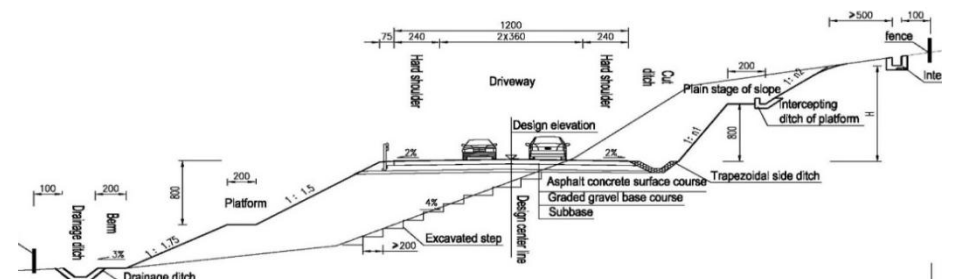 1200
75
240
2x360
240
≥500
100
fence
Inte
Hard shoulder
Driveway
Hard shoulder
Cut ditch
200
Plain stage of slope
1: n2
Intercepting
ditch of platform
H
Design elevation
2%
2%
1: n1
800
Trapezoidal side ditch
Asphalt concrete surface course
Graded gravel base course
Subbase
800
200
Platform
1: 1.5
4%
Excavated step
≥200
Design center line
100
200
Drainage ditch
Berm
3%
1: 1.75
Drainage ditch